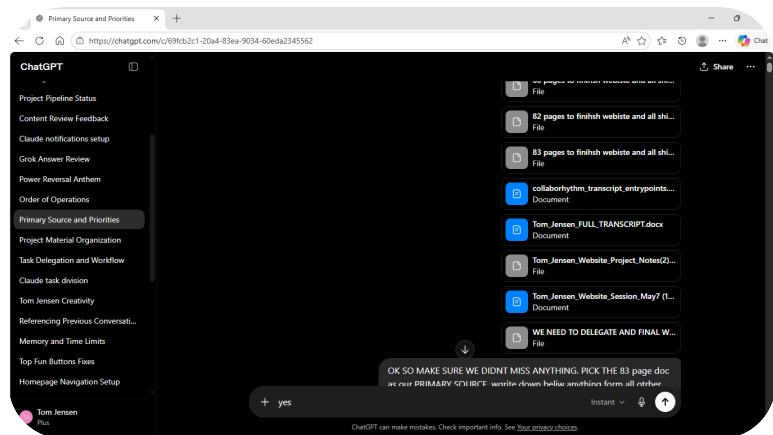 Primary Source and Priorities
https://chatgpt.com/c/69fcb2c1-20a4-83ea-9034-60eda2345562
Chat
ChatGPT
Share
Project Pipeline Status
Content Review Feedback
Claude notifications setup
Grok Answer Review
Power Reversal Anthem
Order of Operations
Primary Source and Priorities
Project Material Organization
Task Delegation and Workflow
Claude task division
Tom Jensen Creativity
Referencing Previous Conversati...
Memory and Time Limits
Top Fun Buttons Fixes
Homepage Navigation Setup
Tom Jensen
Plus
File
82 pages to finihsh webiste and all shi...
File
83 pages to finihsh webiste and all shi...
File
collaborhythm_transcript_entrypoints....
Document
Tom_Jensen_FULL_TRANSCRIPT.docx
Document
Tom_Jensen_Website_Project_Notes(2)...
File
Tom_Jensen_Website_Session_May7 (1...
Document
WE NEED TO DELEGATE AND FINAL W...
File
OK SO MAKE SURE WE DIDNT MISS ANYTHING. PICK THE 83 page doc
as our PRIMARY SOURCE. wqrite down beliw anything form all otrher
yes
Instant
ChatGPT can make mistakes. Check important info. See Your privacy choices.